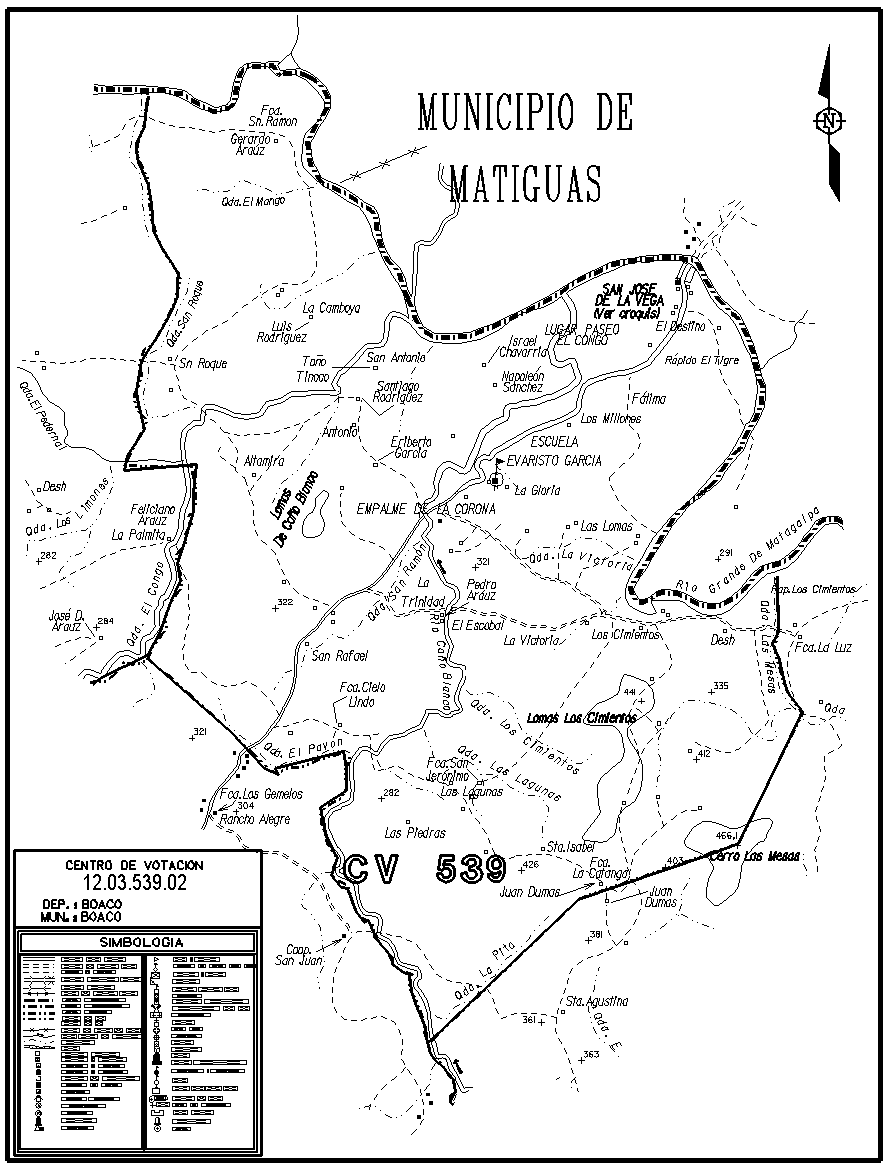 MUNICIPIO DE
MATIGUAS
N
Fca.
Sn. Ramon
Gerardo
Arauz
Qda. El Mango
Qda. San Roque
La Camboya
Luis
Rodriguez
SAN JOSE
DE LA VEGA
(Ver croquis)
El Destino
LUGAR PASEO
EL CONGO
Israel
Chavarria
Rápido El Tigre
Sn Roque
Toño
Tinoco
San Antonio
Napoleón
Sánchez
Santiago
Rodriguez
Fátima
Qda. El Pedernal
Los Millones
Antonio
Eriberto
García
ESCUELA
EVARISTO GARCIA
Altamira
Desh
Qda. Los Limones
Lomas
De Caño Blanco
La Gloria
Feliciano
Arauz
La Palmita
EMPALME DE LA CORONA
Las Lomas
282
321
Qda. La Victoria
291
Rio Grande De Matagalpa
Qda. San Ramón
La
Trinidad
Pedro
Arauz
Rap. Los Cimientos
322
José D.
Arauz
284
Qda. El Congo
El Escobal
La Victoria
Los Cimientos
Desh
Qda Las Mesas
Fca. La Luz
San Rafael
Rio Caño Blanco
Fca. Cielo
Lindo
441
335
Qda
Lomas Los Cimientos
Qda. Los Cimientos
321
Qda. El Pavon
412
Fca. San
Jerónimo
Qda. Las Lagunas
Las Lagunas
Fca. Los Gemelos
304
Rancho Alegre
282
Las Piedras
466.1
Sta. Isabel
Cerro Las Mesas
CV 539
426
Fca.
La Catanga
403
Juan Dumas
Juan
Dumas
CENTRO DE VOTACION
12.03.539.02
DEP. : BOACO
MUN. : BOACO
SIMBOLOGIA
Coop.
San Juan
381
Qda. La Pita
Sta. Agustina
361
Qda. E.
363